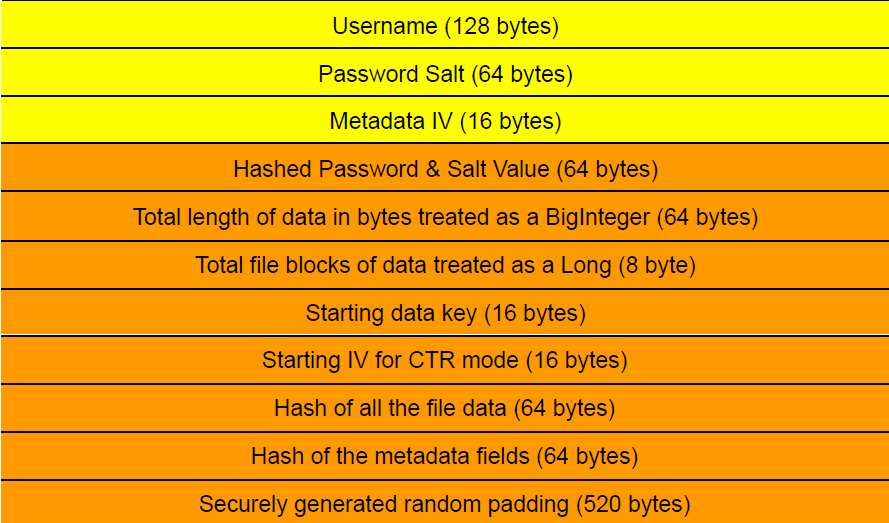 Username (128 bytes)
Password Salt (64 bytes)
Metadata IV (16 bytes)
Hashed Password & Salt Value (64 bytes)
Total length of data in bytes treated as a BigInteger (64 bytes)
Total file blocks of data treated as a Long (8 byte)
Starting data key (16 bytes)
Starting IV for CTR mode (16 bytes)
Hash of all the file data (64 bytes)
Hash of the metadata fields (64 bytes)
Securely generated random padding (520 bytes)